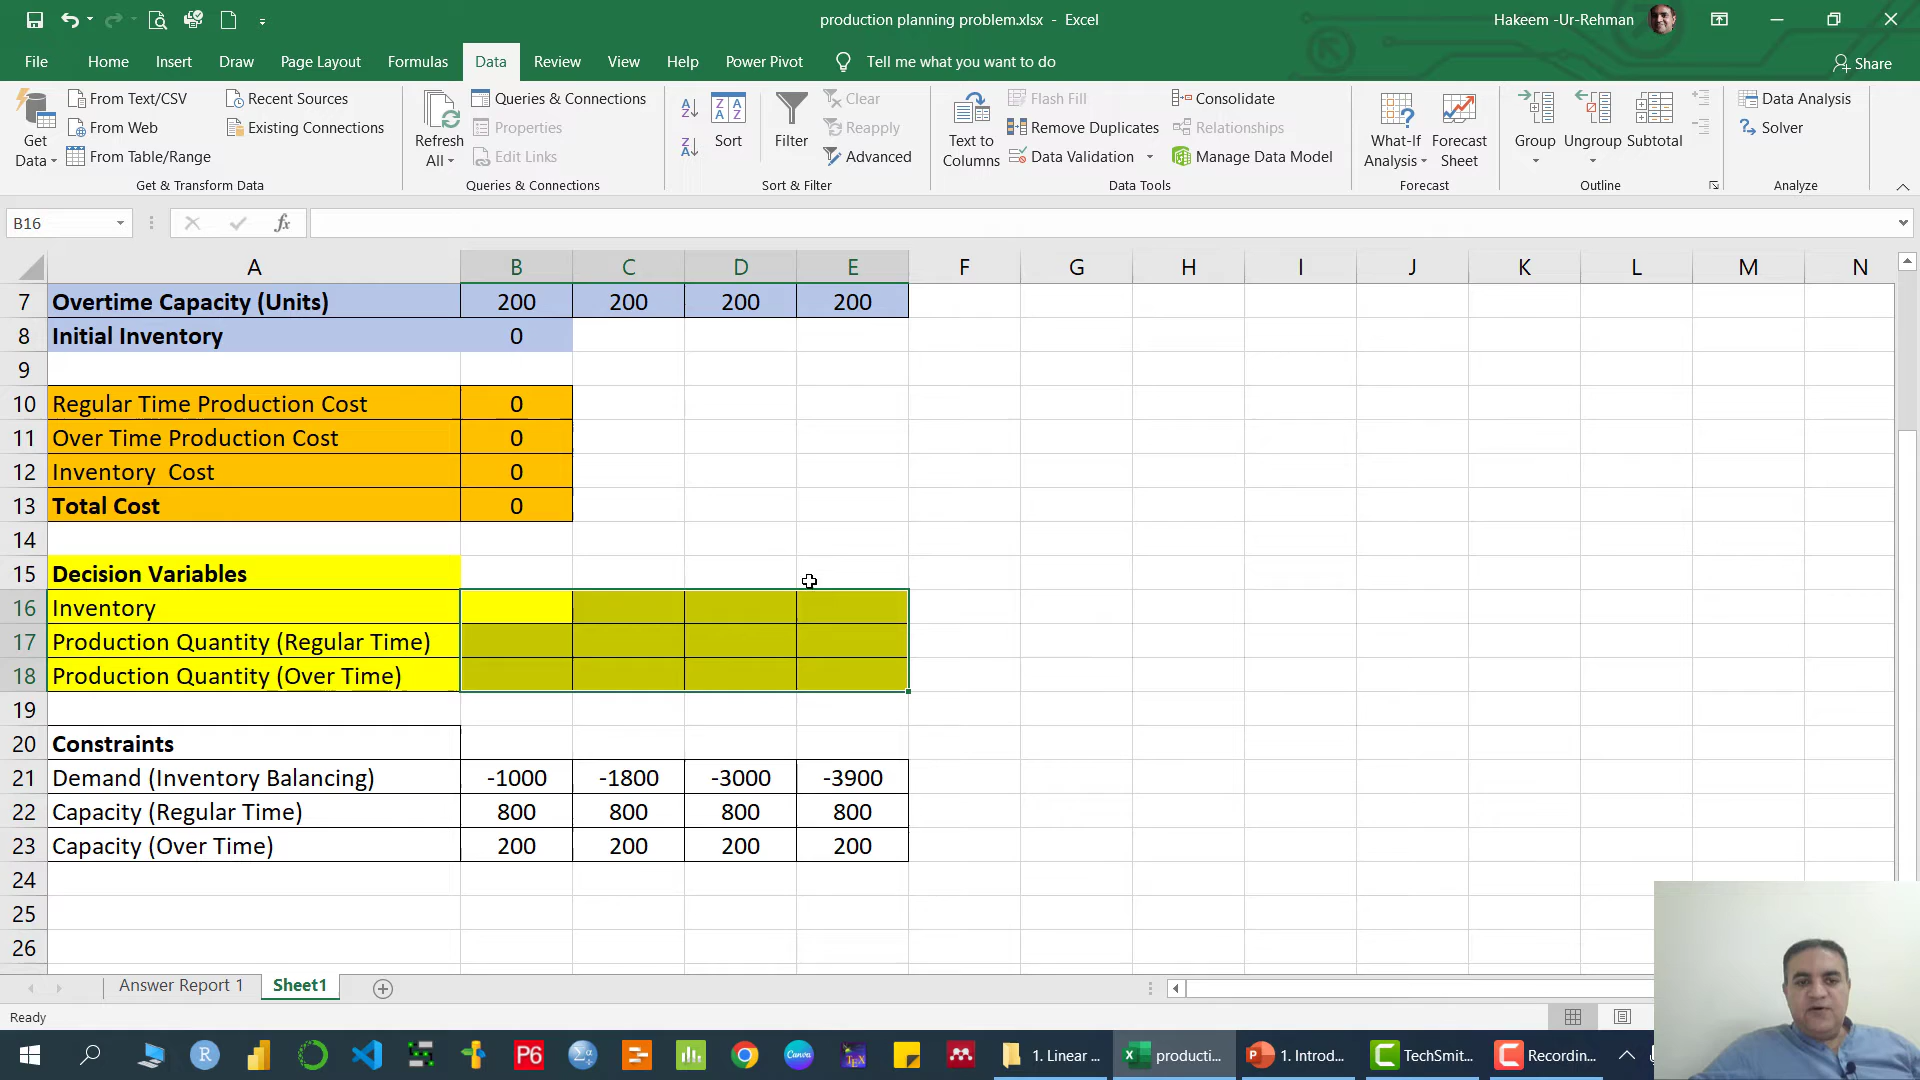 production planning problem.xlsx - Excel
Hakeem -Ur-Rehman
File Home Insert Draw Page Layout Formulas Data Review View Help Power Pivot Tell me what you want to do
Share
Get Data
From Text/CSV
From Web
From Table/Range
Recent Sources
Existing Connections
Get & Transform Data
Refresh All
Queries & Connections
Properties
Edit Links
Queries & Connections
Sort
Filter
Clear
Reapply
Advanced
Sort & Filter
Text to Columns
Flash Fill
Remove Duplicates
Data Validation
Consolidate
Relationships
Manage Data Model
Data Tools
What-If Analysis
Forecast Sheet
Forecast
Group
Ungroup
Subtotal
Outline
Data Analysis
Solver
Analyze
B16
fx
A B C D E F G H I J K L M N
7 Overtime Capacity (Units) 200 200 200 200
8 Initial Inventory 0
9
10 Regular Time Production Cost 0
11 Over Time Production Cost 0
12 Inventory  Cost 0
13 Total Cost 0
14
15 Decision Variables
16 Inventory
17 Production Quantity (Regular Time)
18 Production Quantity (Over Time)
19
20 Constraints
21 Demand (Inventory Balancing) -1000 -1800 -3000 -3900
22 Capacity (Regular Time) 800 800 800 800
23 Capacity (Over Time) 200 200 200 200
24
25
26
Answer Report 1 Sheet1
Ready
1. Linear ... producti... 1. Introd... TechSmit... Recordin...